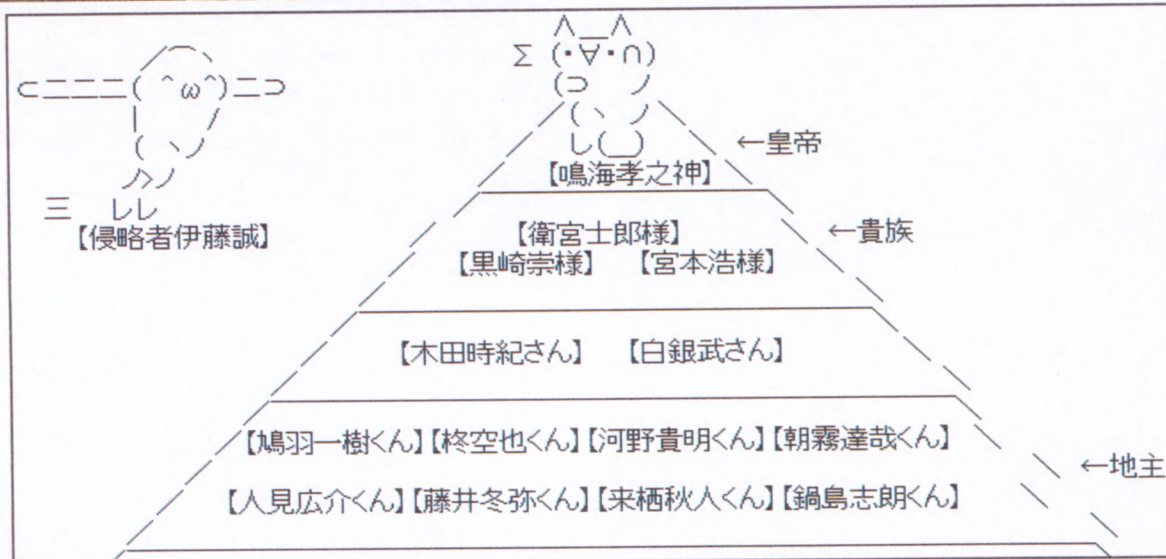 ←皇帝
【鳴海孝之神】
【侵略者伊藤誠】
【衛宮士郎様】 ←貴族
【黒崎崇様】 【宮本浩様】
【木田時紀さん】 【白銀武さん】
【鳩羽一樹くん】【柊空也くん】【河野貴明くん】【朝霧達哉くん】
←地主
【人見広介くん】【藤井冬弥くん】【来栖秋人くん】【鍋島志朗くん】